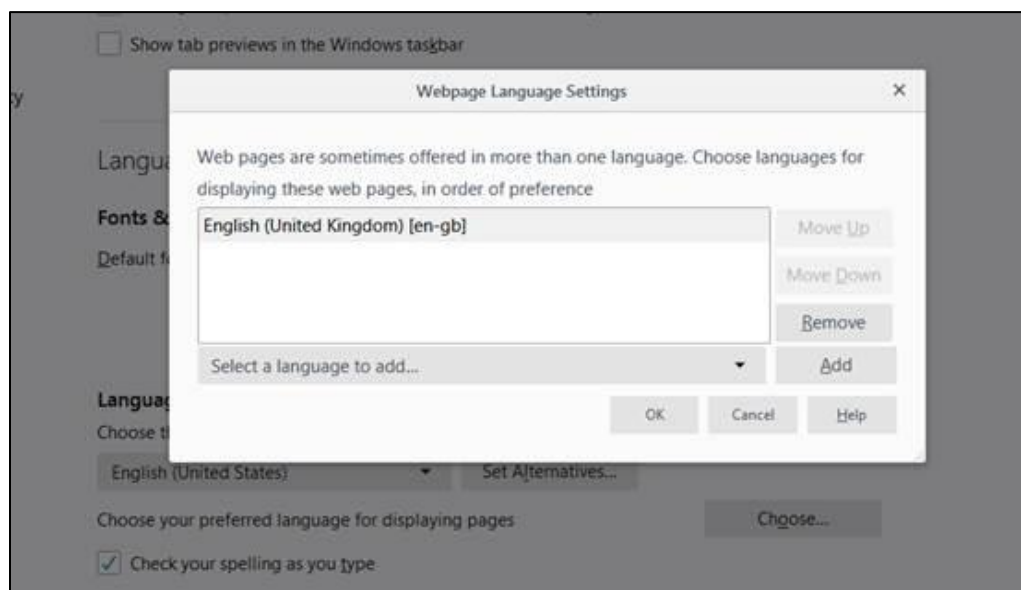 Show tab previews in the Windows taskbar
Webpage Language Settings
Web pages are sometimes offered in more than one language. Choose languages for
displaying these web pages, in order of preference
English (United Kingdom) [en-gb]
Move Up
Move Down
Remove
Select a language to add...
Add
OK
Cancel
Help
Fonts &
Default
Choose
English (United States)
Set Alternatives...
Choose your preferred language for displaying pages
Choose...
Check your spelling as you type